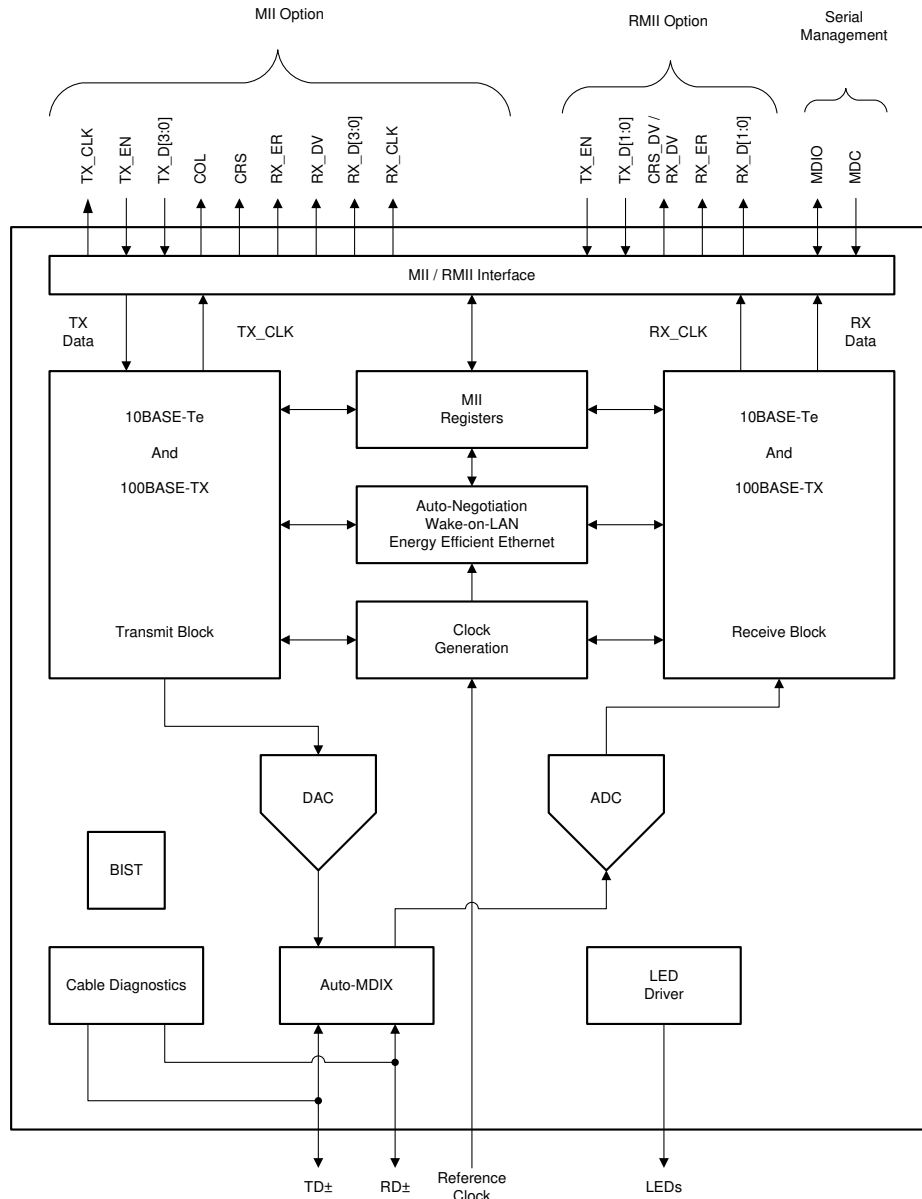 MII Option
RMII Option
Serial
Management
TX_CLK
TX_EN
TX_D[3:0]
COL
CRS
RX_ER
RX_DV
RX_D[3:0]
RX_CLK
TX_EN
TX_D[1:0]
CRS_DV /
RX_DV
RX_ER
RX_D[1:0]
MDIO
MDC
MII / RMII Interface
TX
Data
TX_CLK
RX_CLK
RX
Data
10BASE-Te
And
100BASE-TX
Transmit Block
MII
Registers
Auto-Negotiation
Wake-on-LAN
Energy Efficient Ethernet
Clock
Generation
10BASE-Te
And
100BASE-TX
Receive Block
DAC
ADC
BIST
Cable Diagnostics
Auto-MDIX
LED
Driver
TD±
RD±
Reference
Clock
LEDs